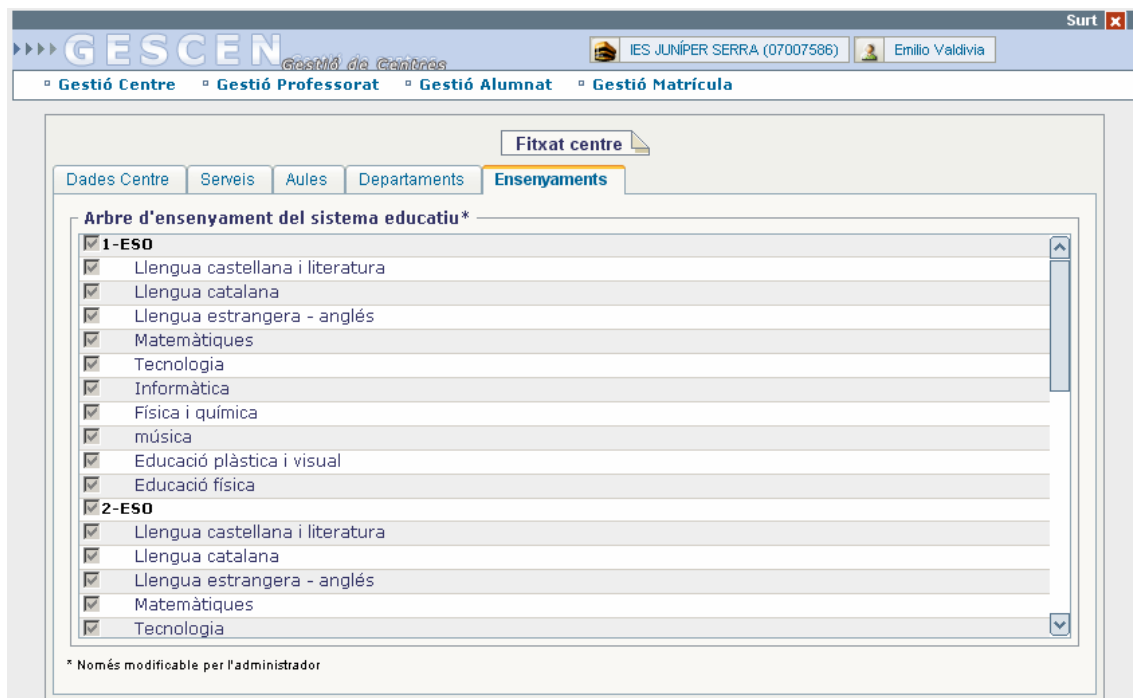 Surt
GESCEN Gestió de Centres IES JUNÍPER SERRA (07007586) Emilio Valdivia
Gestió Centre Gestió Professorat Gestió Alumnat Gestió Matrícula
Fitxat centre
Dades Centre Serveis Aules Departaments Ensenyaments
Arbre d'ensenyament del sistema educatiu*
1-ESO
Llengua castellana i literatura
Llengua catalana
Llengua estrangera - anglés
Matemàtiques
Tecnologia
Informàtica
Física i química
música
Educació plàstica i visual
Educació física
2-ESO
Llengua castellana i literatura
Llengua catalana
Llengua estrangera - anglés
Matemàtiques
Tecnologia
* Només modificable per l'administrador